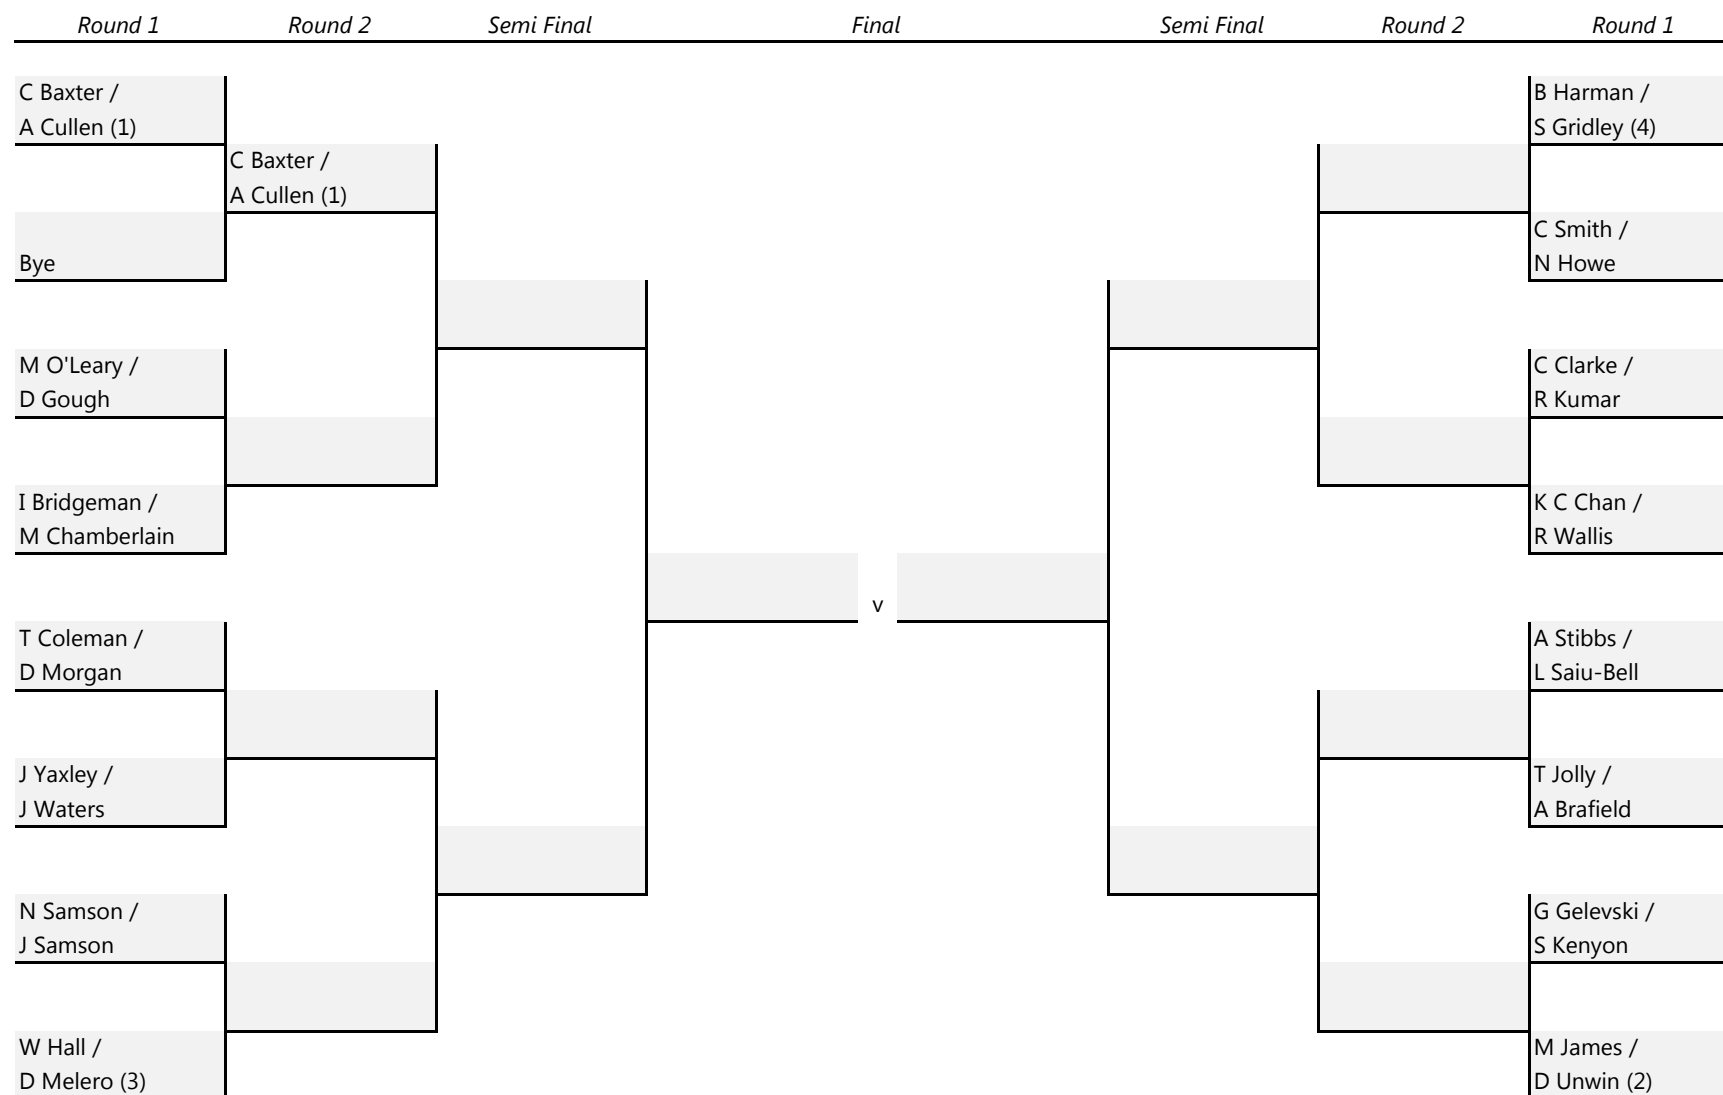 Round 1 Round 2 Semi Final Final Semi Final Round 2 Round 1
C Baxter /
A Cullen (1)
C Baxter /
A Cullen (1)
Bye
M O'Leary /
D Gough
I Bridgeman /
M Chamberlain
T Coleman /
D Morgan
J Yaxley /
J Waters
N Samson /
J Samson
W Hall /
D Melero (3)
v
B Harman /
S Gridley (4)
C Smith /
N Howe
C Clarke /
R Kumar
K C Chan /
R Wallis
A Stibbs /
L Saiu-Bell
T Jolly /
A Brafield
G Gelevski /
S Kenyon
M James /
D Unwin (2)